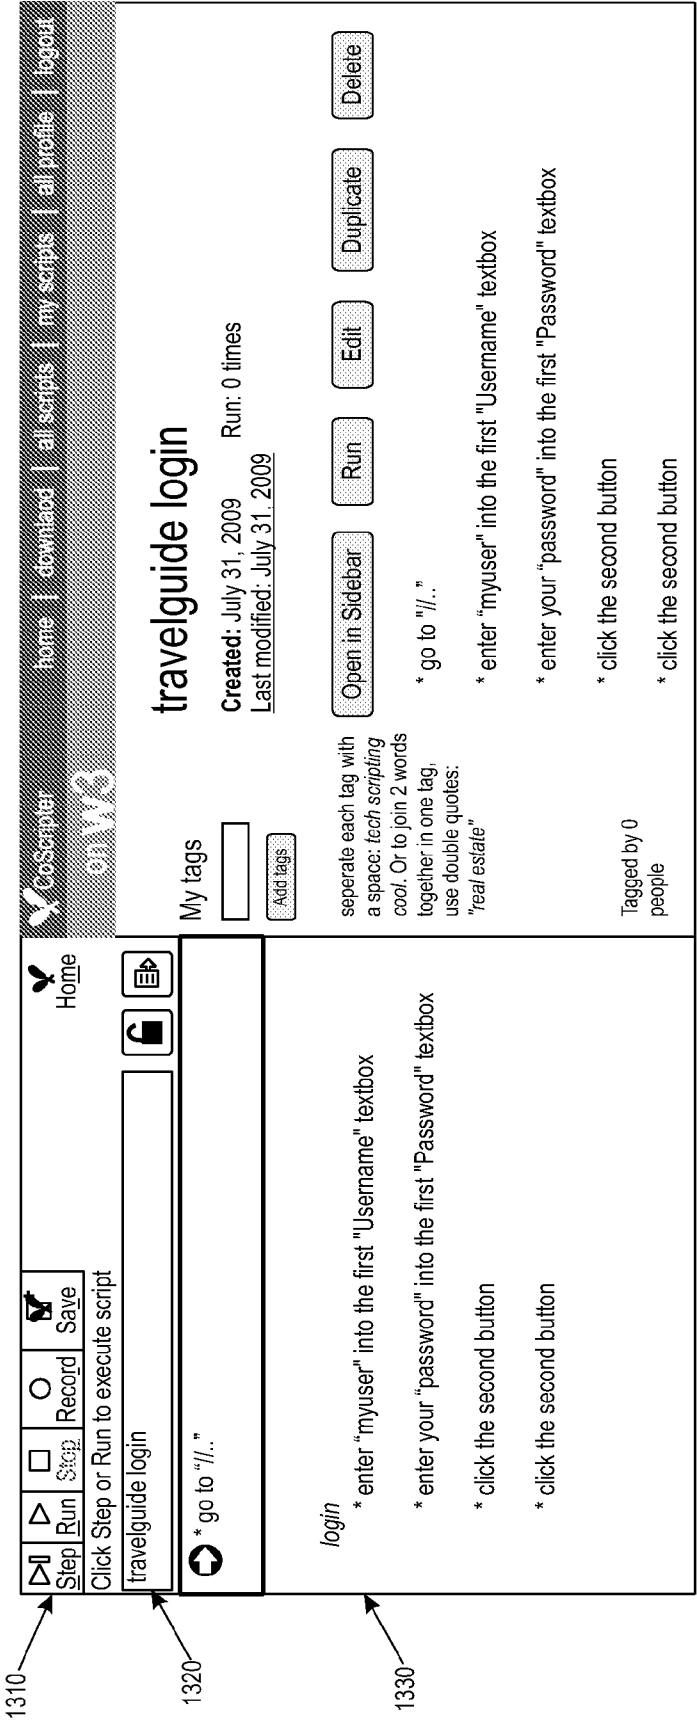 1310
Step Run Stop Record Save Home
Click Step or Run to execute script
1320
travelguide login
* go to “//..”
1330
login
* enter “myuser" into the first "Username" textbox
* enter your “password" into the first "Password" textbox
* click the second button
* click the second button
CoScripter home | download | all scripts | my scripts | all profile | logout
on w3
My tags
Add tags
seperate each tag with
a space: tech scripting
cool. Or to join 2 words
together in one tag,
use double quotes:
"real estate"
Tagged by 0
people
travelguide login
Created: July 31, 2009 Run: 0 times
Last modified: July 31, 2009
Open in Sidebar Run Edit Duplicate Delete
* go to "//..”
* enter “myuser" into the first "Username" textbox
* enter your “password" into the first "Password" textbox
* click the second button
* click the second button